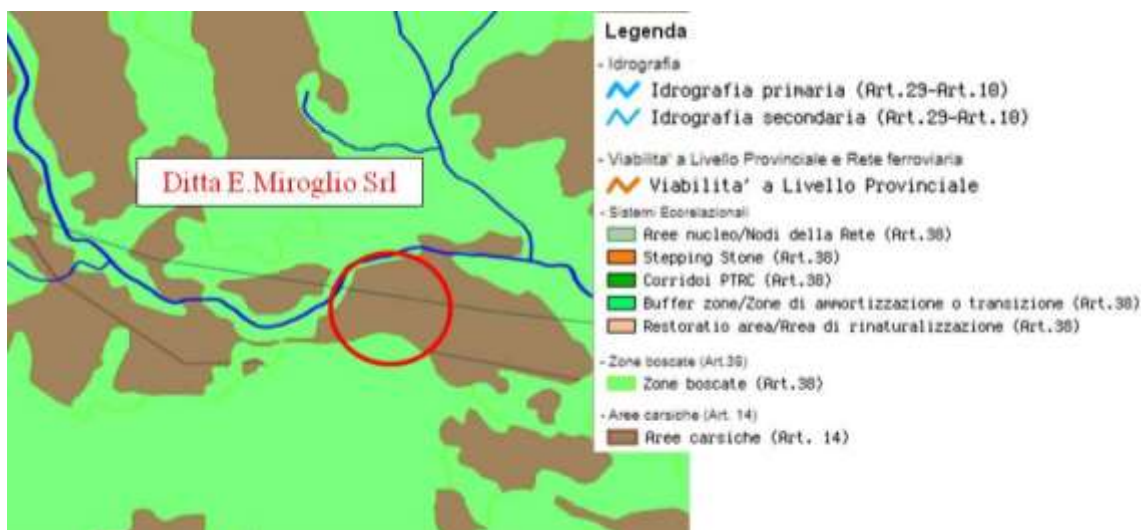 Ditta E.Miroglio Srl
Legenda
- Idrografia
Idrografia primaria (Art.29-Art.10)
Idrografia secondaria (Art.29-Art.10)
- Viabilita' a Livello Provinciale e Rete ferroviaria
Viabilita' a Livello Provinciale
- Sistemi Ecorelazionali
Aree nucleo/Nodi della Rete (Art.38)
Stepping Stone (Art.38)
Corridoi PTRC (Art.38)
Buffer zone/Zone di ammortizzazione o transizione (Art.38)
Restoratio area/Area di rinaturalizzazione (Art.38)
- Zone boscate (Art.38)
Zone boscate (Art.38)
- Aree carsiche (Art. 14)
Aree carsiche (Art. 14)